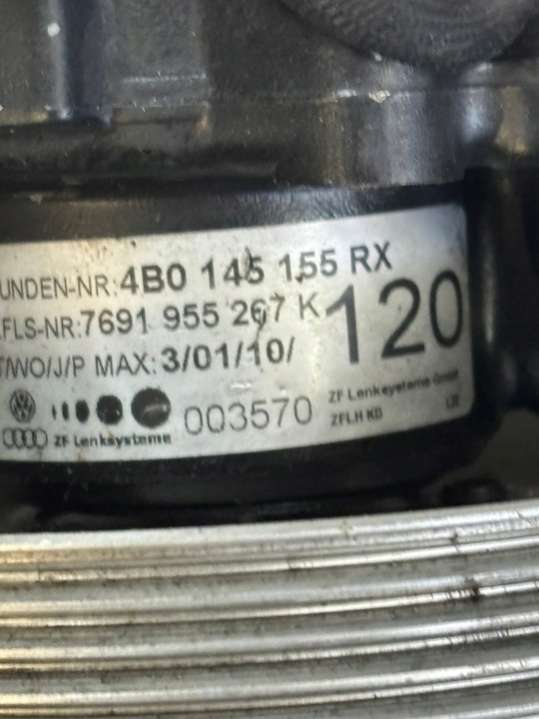 UNDEN-NR:4B0 145 155 RX
FLS-NR:7691 955 267 K
120
T/WO/J/P MAX: 3/01/10/
003570
ZF Lenksysteme GmbH
ZFLH KD
ZF Lenksysteme